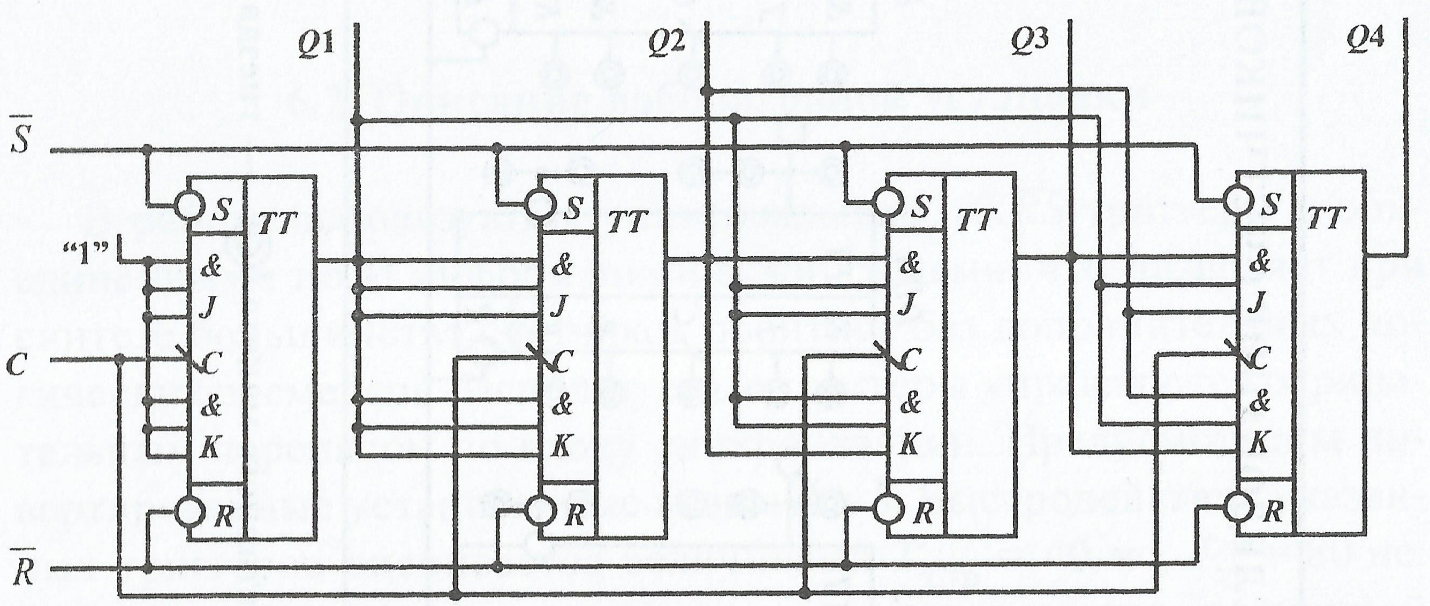 Q1 Q2 Q3 Q4
S̅
S TT S TT S TT S TT
"1"
& & & &
J J J J
C C C C C
& & & &
K K K K
R R R R
R̅